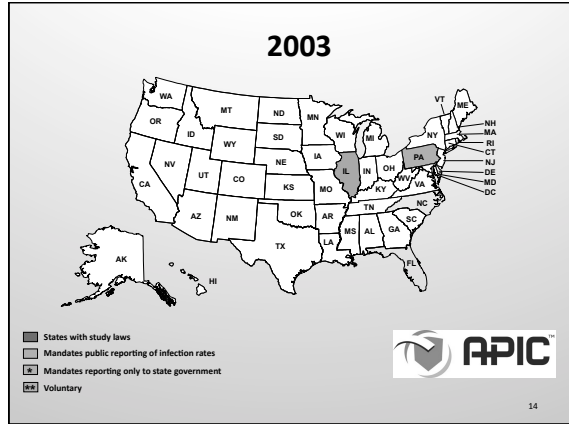 2003
WA
OR
CA
NV
ID
MT
WY
UT
CO
AZ
NM
ND
SD
NE
KS
OK
TX
MN
IA
MO
AR
LA
WI
IL
MI
IN
OH
KY
TN
MS
AL
GA
FL
SC
NC
VA
WV
PA
NY
VT
ME
NH
MA
RI
CT
NJ
DE
MD
DC
AK
HI
States with study laws
Mandates public reporting of infection rates
* Mandates reporting only to state government
** Voluntary
APIC™
14